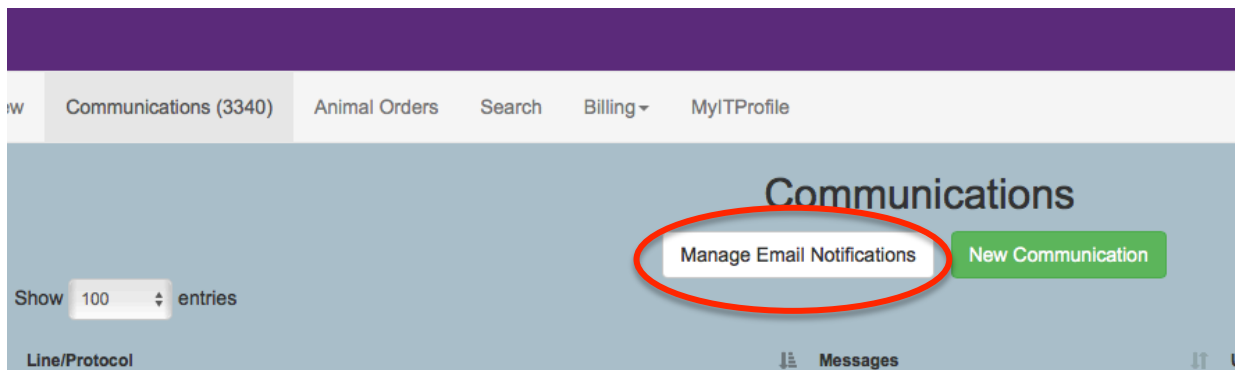 Communications (3340) Animal Orders Search Billing MyITProfile
Communications
Manage Email Notifications New Communication
Show 100 entries
Line/Protocol Messages